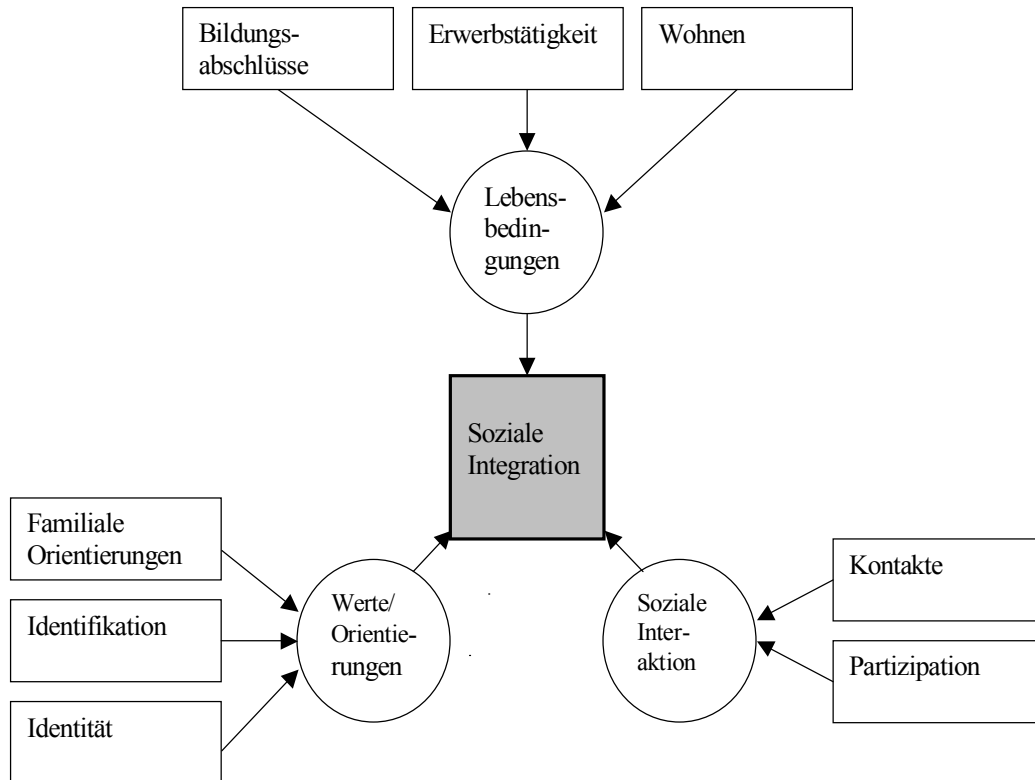 Bildungs-
abschlüsse
Erwerbstätigkeit
Wohnen
Lebens-
bedin-
gungen
Soziale
Integration
Familiale
Orientierungen
Identifikation
Identität
Werte/
Orientie-
rungen
Soziale
Inter-
aktion
Kontakte
Partizipation